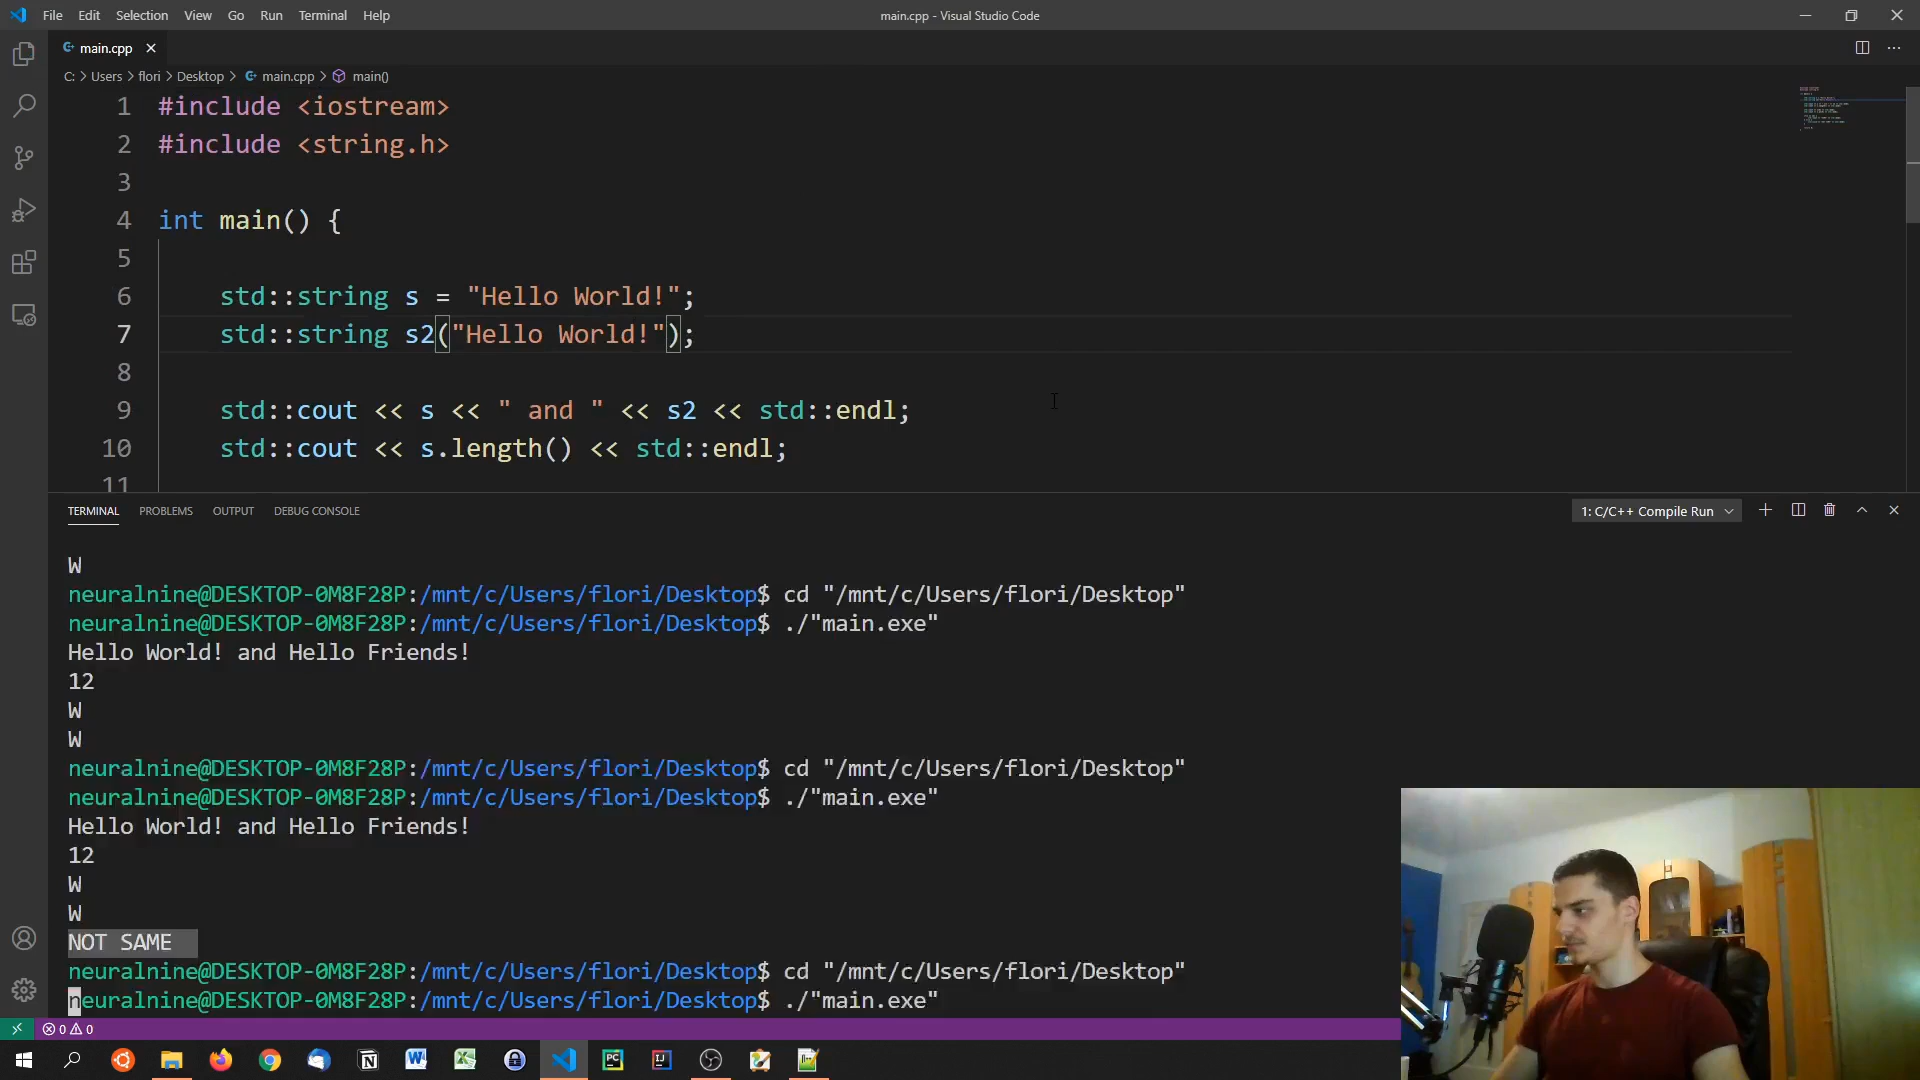 File Edit Selection View Go Run Terminal Help
main.cpp - Visual Studio Code
main.cpp
C: > Users > flori > Desktop > main.cpp > main()
1 #include <iostream>
2 #include <string.h>
3
4 int main() {
5
6 std::string s = "Hello World!";
7 std::string s2("Hello World!");
8
9 std::cout << s << " and " << s2 << std::endl;
10 std::cout << s.length() << std::endl;
11
TERMINAL PROBLEMS OUTPUT DEBUG CONSOLE
1: C/C++ Compile Run
W
neuralnine@DESKTOP-0M8F28P:/mnt/c/Users/flori/Desktop$ cd "/mnt/c/Users/flori/Desktop"
neuralnine@DESKTOP-0M8F28P:/mnt/c/Users/flori/Desktop$ ./"main.exe"
Hello World! and Hello Friends!
12
W
W
neuralnine@DESKTOP-0M8F28P:/mnt/c/Users/flori/Desktop$ cd "/mnt/c/Users/flori/Desktop"
neuralnine@DESKTOP-0M8F28P:/mnt/c/Users/flori/Desktop$ ./"main.exe"
Hello World! and Hello Friends!
12
W
W
NOT SAME
neuralnine@DESKTOP-0M8F28P:/mnt/c/Users/flori/Desktop$ cd "/mnt/c/Users/flori/Desktop"
neuralnine@DESKTOP-0M8F28P:/mnt/c/Users/flori/Desktop$ ./"main.exe"
0 0